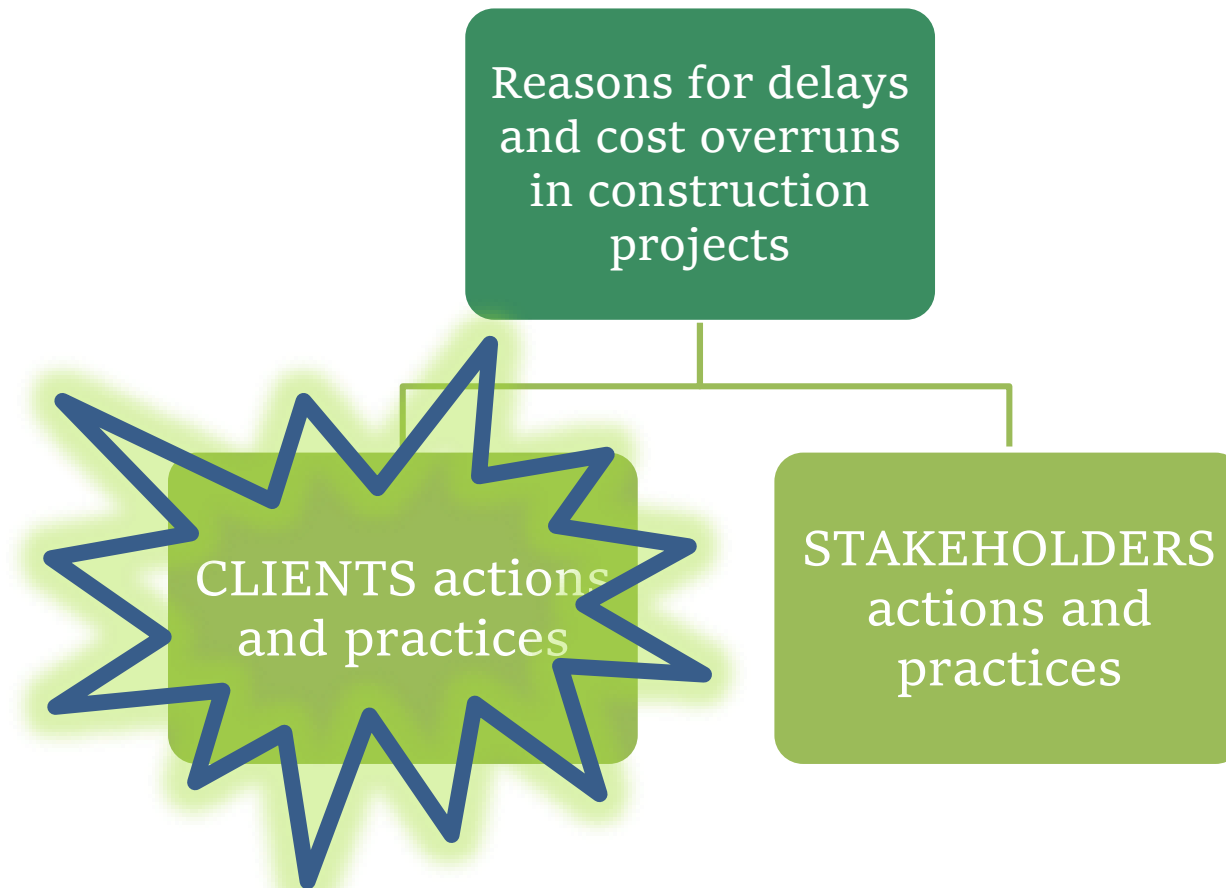 Reasons for delays
and cost overruns
in construction
projects
CLIENTS actions
and practices
STAKEHOLDERS
actions and
practices